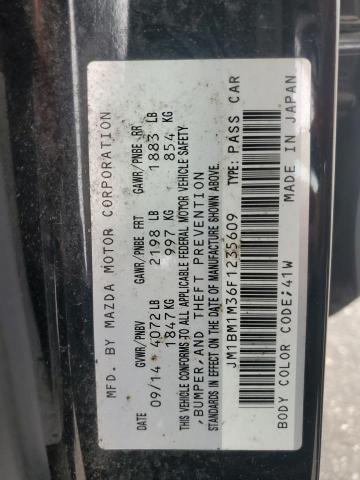 MFD. BY MAZDA MOTOR CORPORATION
DATE GVWR/PNBV GAWR/PNBE FRT GAWR/PNBE RR
09/14 4072 LB 2198 LB 1883 LB
1847 KG 997 KG 854 KG
THIS VEHICLE CONFORMS TO ALL APPLICABLE FEDERAL MOTOR VEHICLE SAFETY
,BUMPER,AND THEFT PREVENTION
STANDARDS IN EFFECT ON THE DATE OF MANUFACTURE SHOWN ABOVE.
JM1BM1M36F1235609 TYPE: PASS CAR
BODY COLOR CODE;41W MADE IN JAPAN